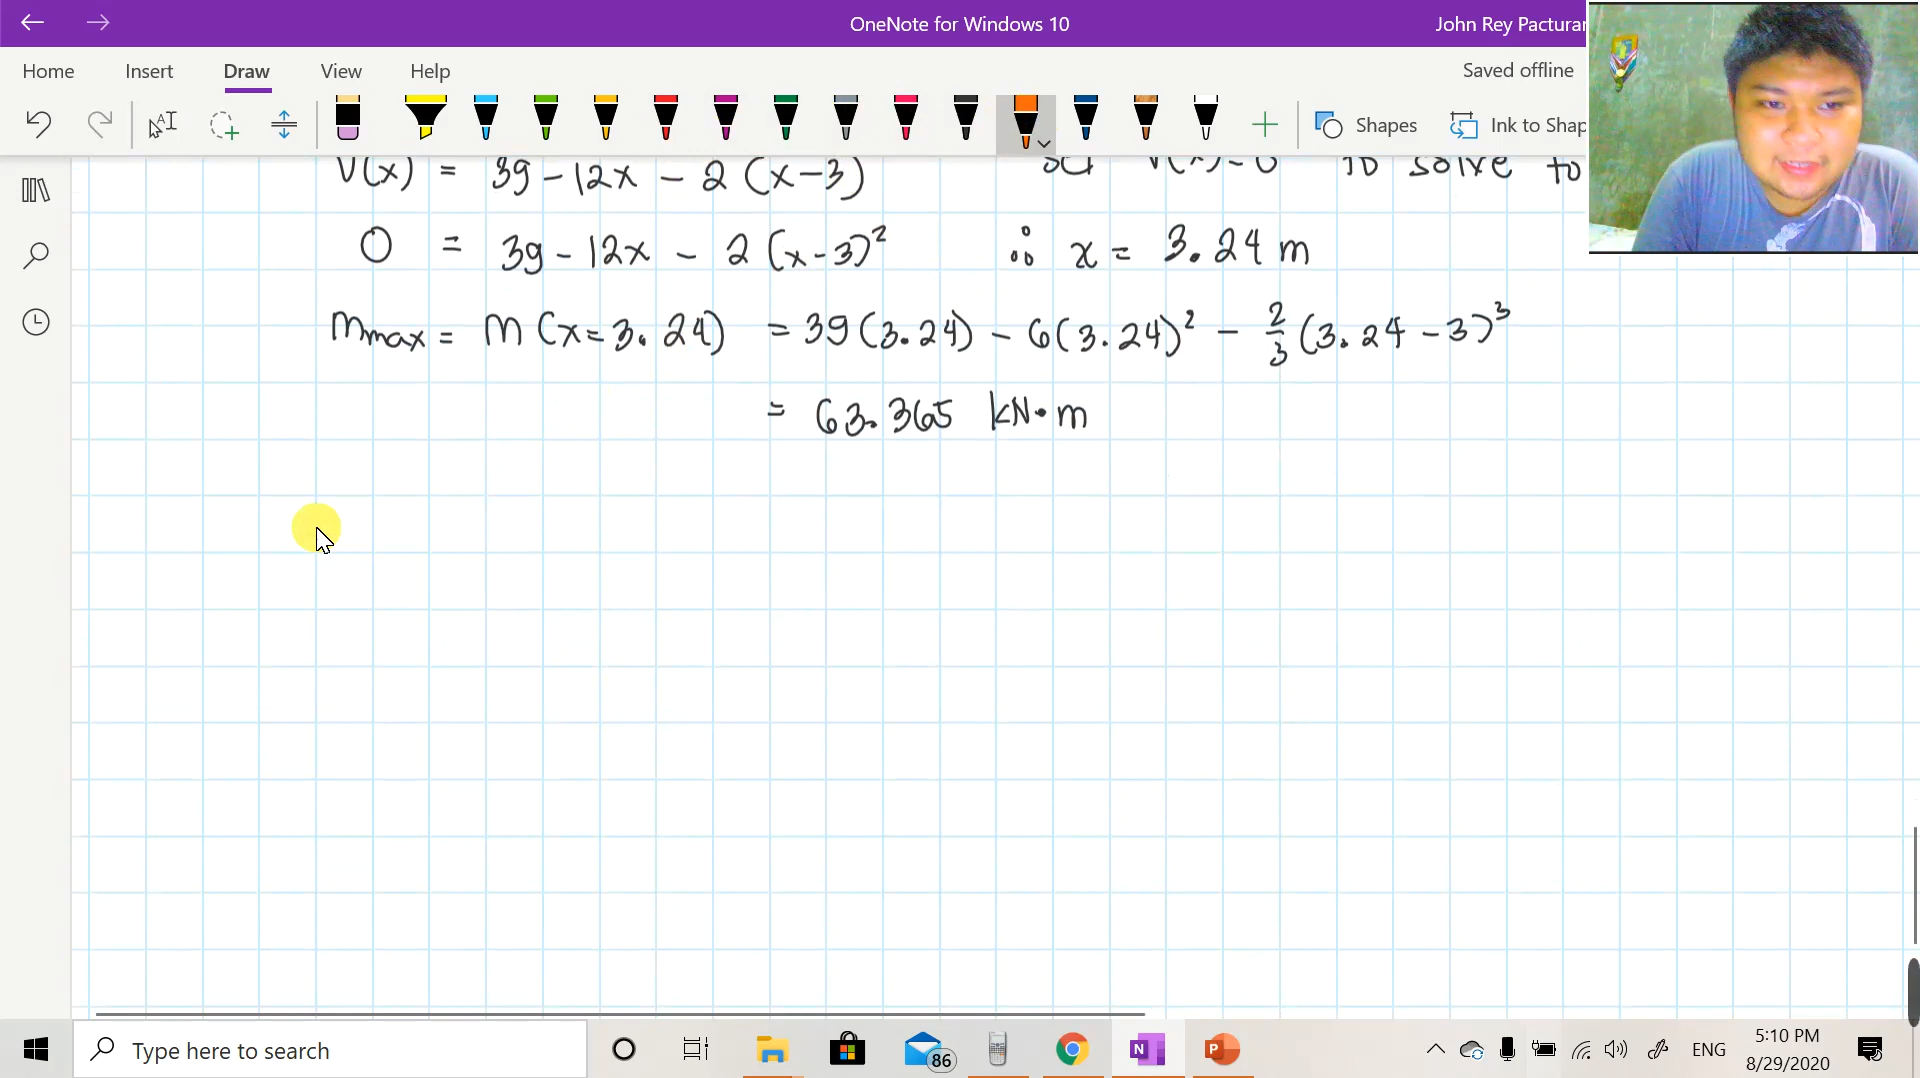 OneNote for Windows 10
John Rey Pactura
Home Insert Draw View Help
Saved offline
Shapes
Ink to Shap
V(x) = 39 - 12x - 2 (x-3) V(x)=0 to solve to
0 = 39 - 12x - 2 (x-3)² ∴ x = 3.24 m
Mmax = M (x=3.24) = 39(3.24) - 6(3.24)² - 2/3 (3.24 - 3)³
= 63.365 kN·m
Type here to search
86
ENG
5:10 PM
8/29/2020